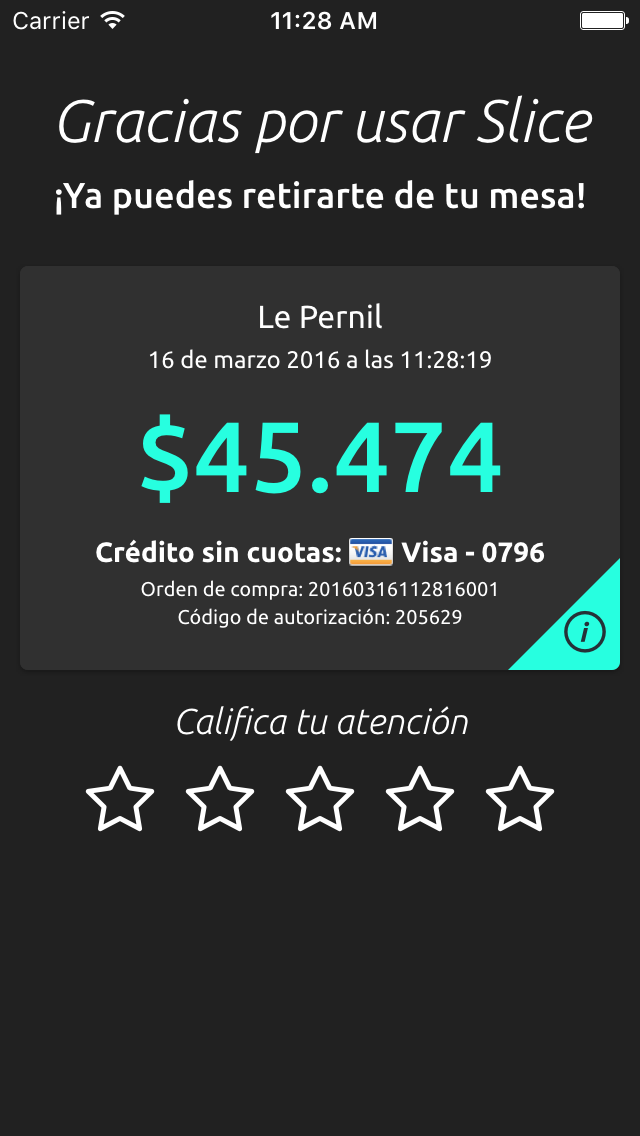 Carrier 11:28 AM
Gracias por usar Slice
¡Ya puedes retirarte de tu mesa!
Le Pernil
16 de marzo 2016 a las 11:28:19
$45.474
Crédito sin cuotas: VISA Visa - 0796
Orden de compra: 20160316112816001
Código de autorización: 205629
i
Califica tu atención